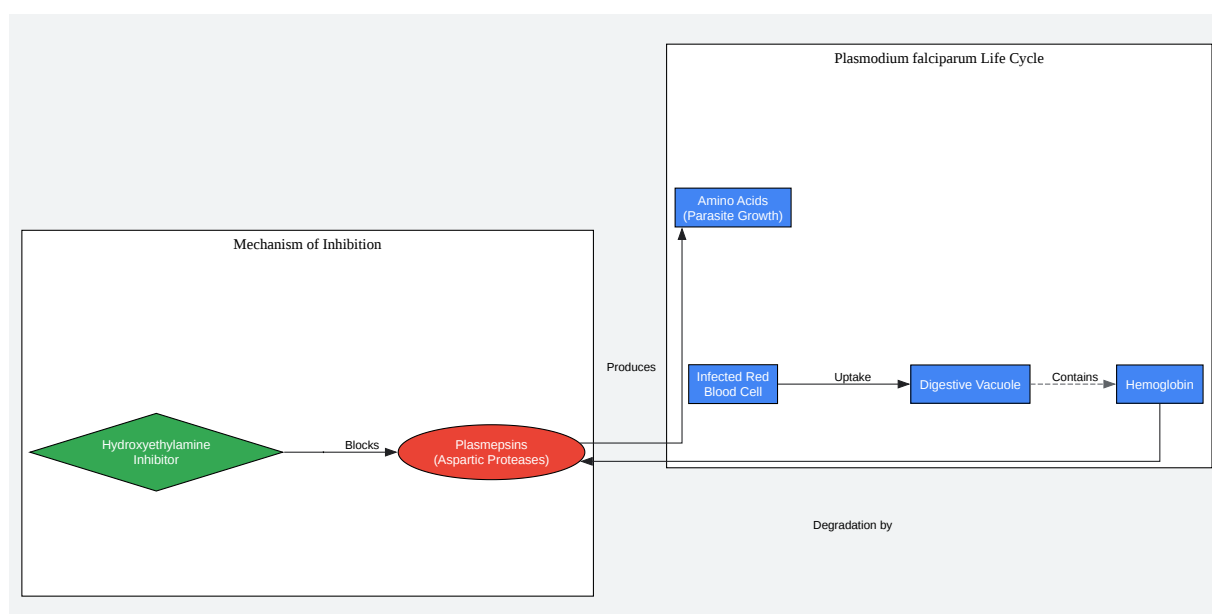 Plasmodium falciparum Life Cycle
Amino Acids
(Parasite Growth)
Mechanism of Inhibition
Produces
Infected Red
Blood Cell
Uptake
Digestive Vacuole
Contains
Hemoglobin
Hydroxyethylamine
Inhibitor
Blocks
Plasmepsins
(Aspartic Proteases)
Degradation by